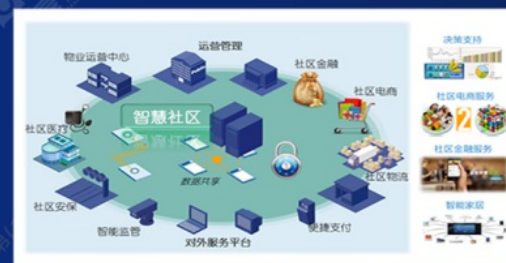 运营管理
物业运营中心
社区金融
社区电商
智慧社区
社区医疗
数据共享
社区物流
社区安保
智能监管
对外服务平台
便捷支付
决策支持
社区电商服务
2
社区金融服务
智能家居